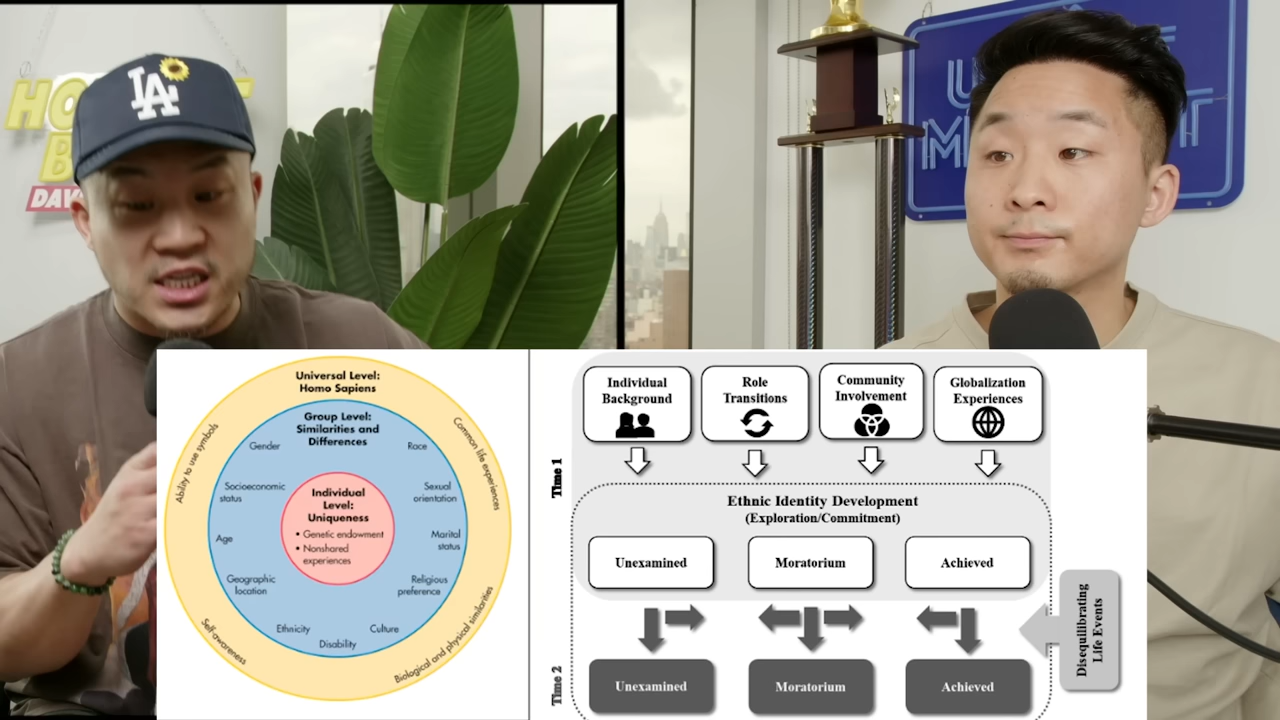 LA
HO
B
DAV
U
M
T
Universal Level:
Homo Sapiens
Group Level:
Similarities and
Differences
Gender
Race
Socioeconomic
status
Sexual
orientation
Age
Marital
status
Geographic
location
Religious
preference
Ethnicity
Culture
Disability
Individual
Level:
Uniqueness
• Genetic endowment
• Nonshared
experiences
Ability to use symbols
Common life experiences
Self-awareness
Biological and physical similarities
Individual
Background
Role
Transitions
Community
Involvement
Globalization
Experiences
Time 1
Ethnic Identity Development
(Exploration/Commitment)
Unexamined
Moratorium
Achieved
Disequilibrating
Life Events
Time 2
Unexamined
Moratorium
Achieved